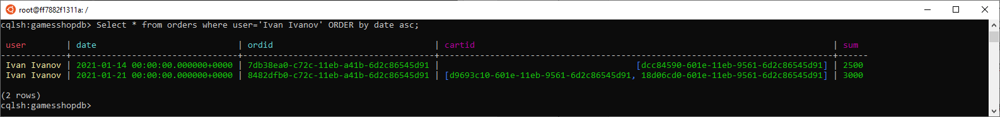 root@ff7882f1311a: /
cqlsh:gamesshopdb> Select * from orders where user='Ivan Ivanov' ORDER by date asc;
user | date | ordid | cartid | sum
-------------+---------------------------------+--------------------------------------+------------------------------------------------------------------------------+------
Ivan Ivanov | 2021-01-14 00:00:00.000000+0000 | 7db38ea0-c72c-11eb-a41b-6d2c86545d91 | [dcc84590-601e-11eb-9561-6d2c86545d91] | 2500
Ivan Ivanov | 2021-01-21 00:00:00.000000+0000 | 8482dfb0-c72c-11eb-a41b-6d2c86545d91 | [d9693c10-601e-11eb-9561-6d2c86545d91, 18d06cd0-601e-11eb-9561-6d2c86545d91] | 3000
(2 rows)
cqlsh:gamesshopdb>